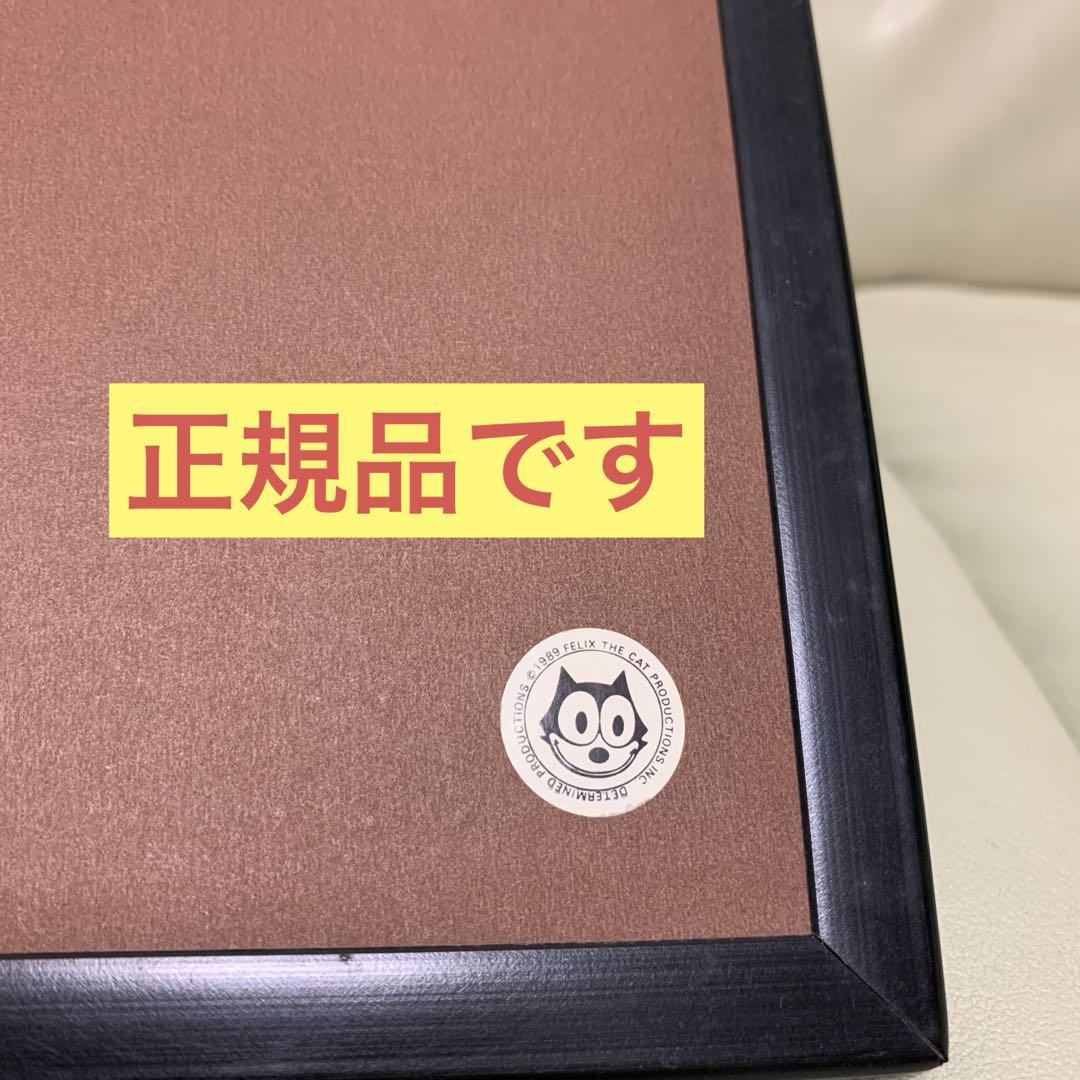 正規品です
©1989 FELIX THE CAT PRODUCTIONS INC. DETERMINED PRODUCTIONS